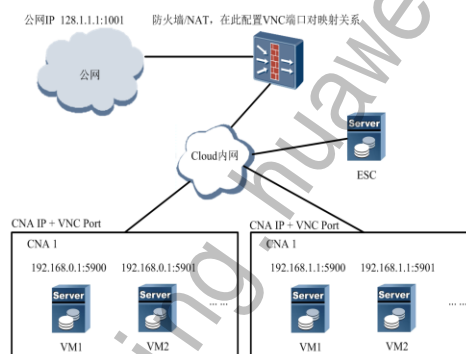 公网IP 128.1.1.1:1001
防火墙/NAT，在此配置VNC端口对映射关系
公网
Cloud内网
Server
ESC
CNA IP + VNC Port
CNA 1
192.168.0.1:5900 192.168.0.1:5901
Server Server ... ...
VM1 VM2
CNA IP + VNC Port
CNA 1
192.168.1.1:5900 192.168.1.1:5901
Server Server ... ...
VM1 VM2
ing. huawe